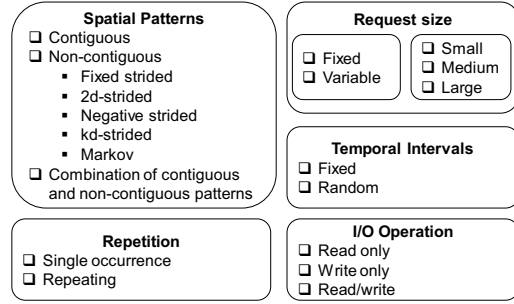 Spatial Patterns
❑ Contiguous
❑ Non-contiguous
▪ Fixed strided
▪ 2d-strided
▪ Negative strided
▪ kd-strided
▪ Markov
❑ Combination of contiguous
and non-contiguous patterns
Request size
❑ Fixed
❑ Variable
❑ Small
❑ Medium
❑ Large
Temporal Intervals
❑ Fixed
❑ Random
Repetition
❑ Single occurrence
❑ Repeating
I/O Operation
❑ Read only
❑ Write only
❑ Read/write